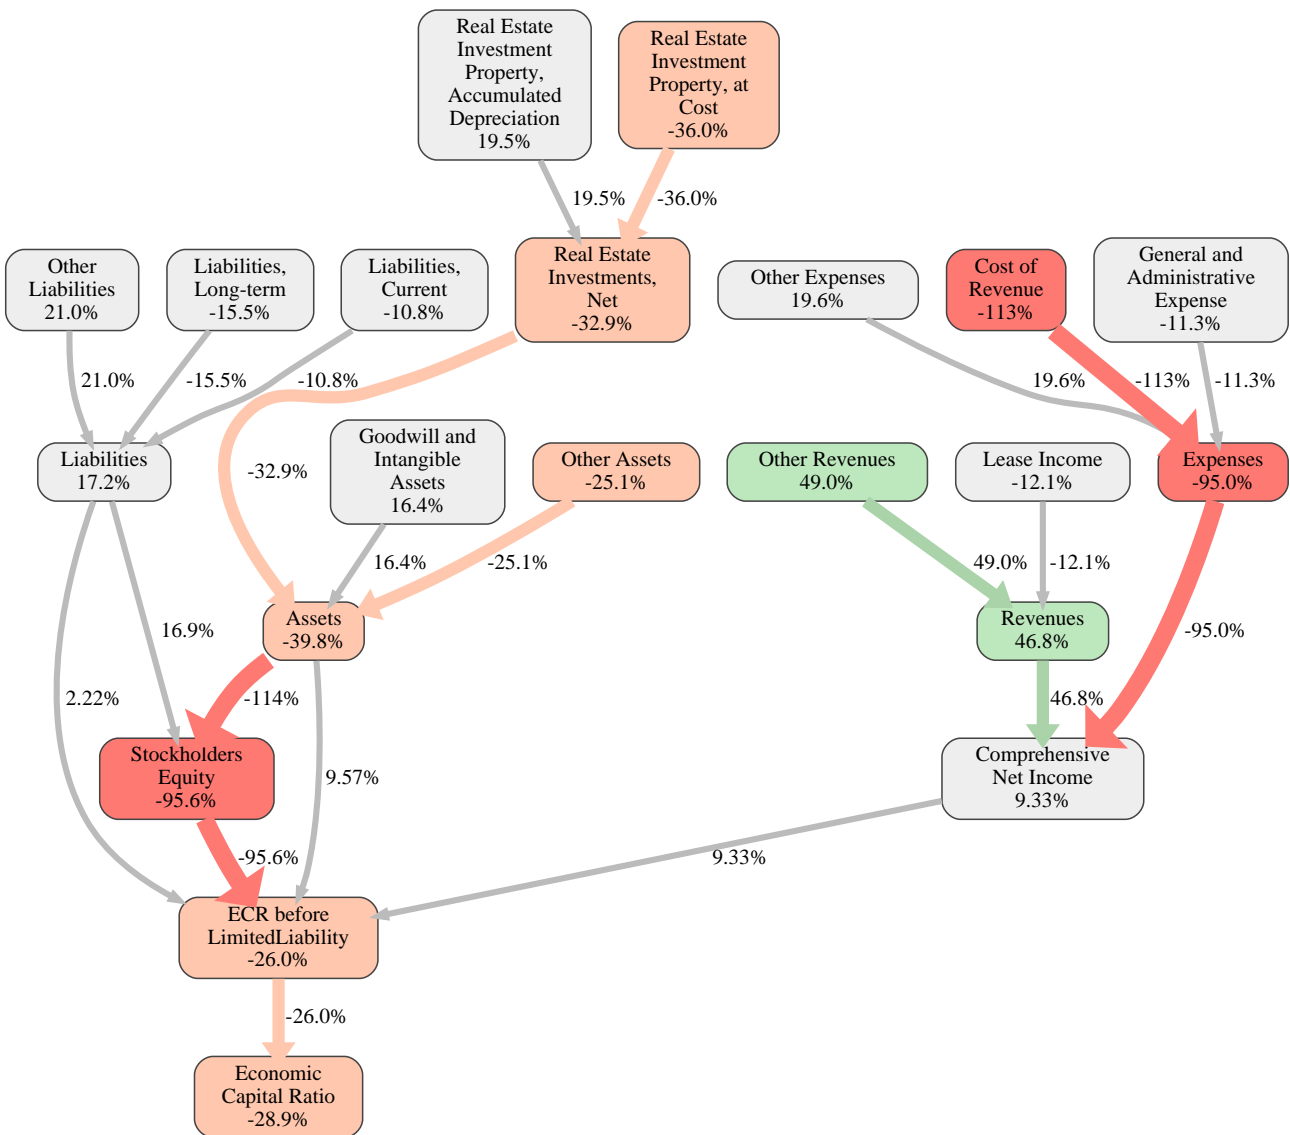 Real Estate
Investment
Property,
Accumulated
Depreciation
19.5%
Real Estate
Investment
Property, at
Cost
-36.0%
19.5%
-36.0%
Other
Liabilities
21.0%
Liabilities,
Long-term
-15.5%
Liabilities,
Current
-10.8%
Real Estate
Investments,
Net
-32.9%
Other Expenses
19.6%
Cost of
Revenue
-113%
General and
Administrative
Expense
-11.3%
21.0%
-15.5%
-10.8%
19.6%
-113%
-11.3%
Liabilities
17.2%
-32.9%
Goodwill and
Intangible
Assets
16.4%
Other Assets
-25.1%
Other Revenues
49.0%
Lease Income
-12.1%
Expenses
-95.0%
16.4%
-25.1%
49.0%
-12.1%
16.9%
Assets
-39.8%
Revenues
46.8%
-95.0%
2.22%
-114%
46.8%
Stockholders
Equity
-95.6%
9.57%
Comprehensive
Net Income
9.33%
-95.6%
9.33%
ECR before
LimitedLiability
-26.0%
-26.0%
Economic
Capital Ratio
-28.9%